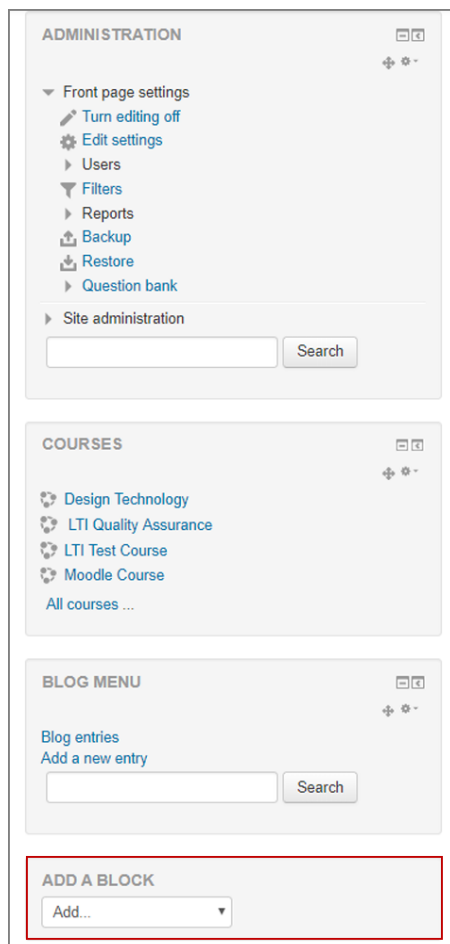 ADMINISTRATION
Front page settings
Turn editing off
Edit settings
Users
Filters
Reports
Backup
Restore
Question bank
Site administration
Search
COURSES
Design Technology
LTI Quality Assurance
LTI Test Course
Moodle Course
All courses ...
BLOG MENU
Blog entries
Add a new entry
Search
ADD A BLOCK
Add...